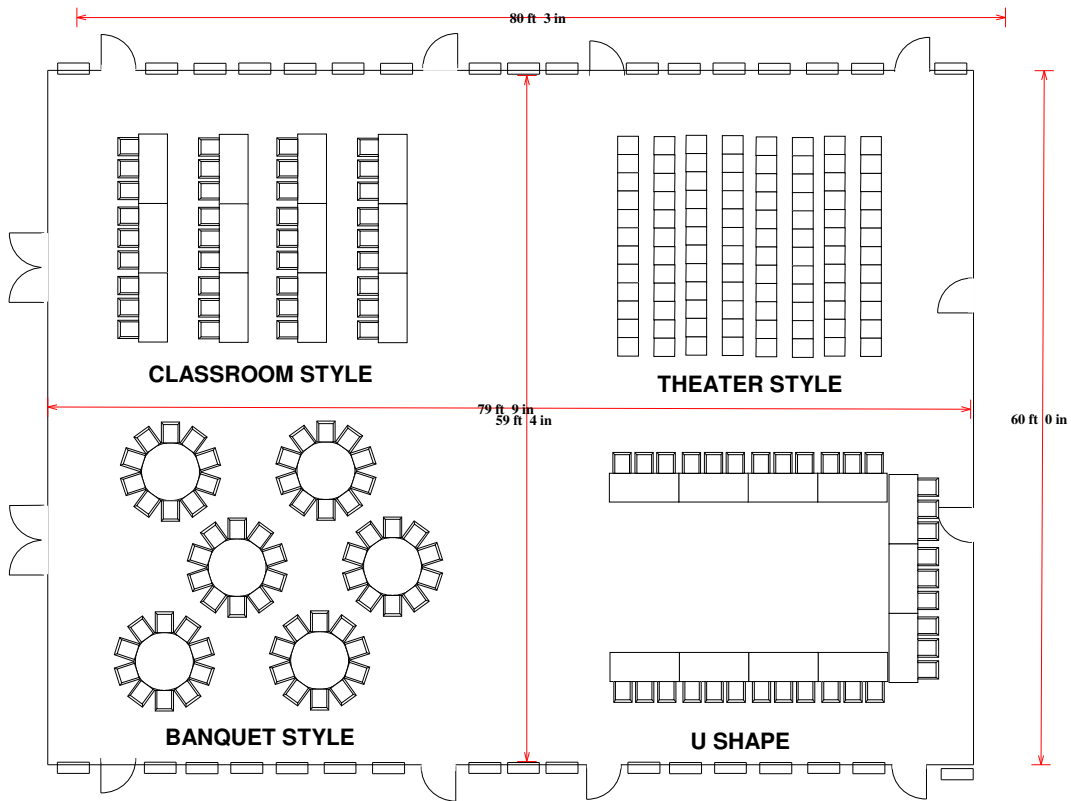 80 ft 3 in
CLASSROOM STYLE
THEATER STYLE
79 ft 9 in
59 ft 4 in
60 ft 0 in
BANQUET STYLE
U SHAPE